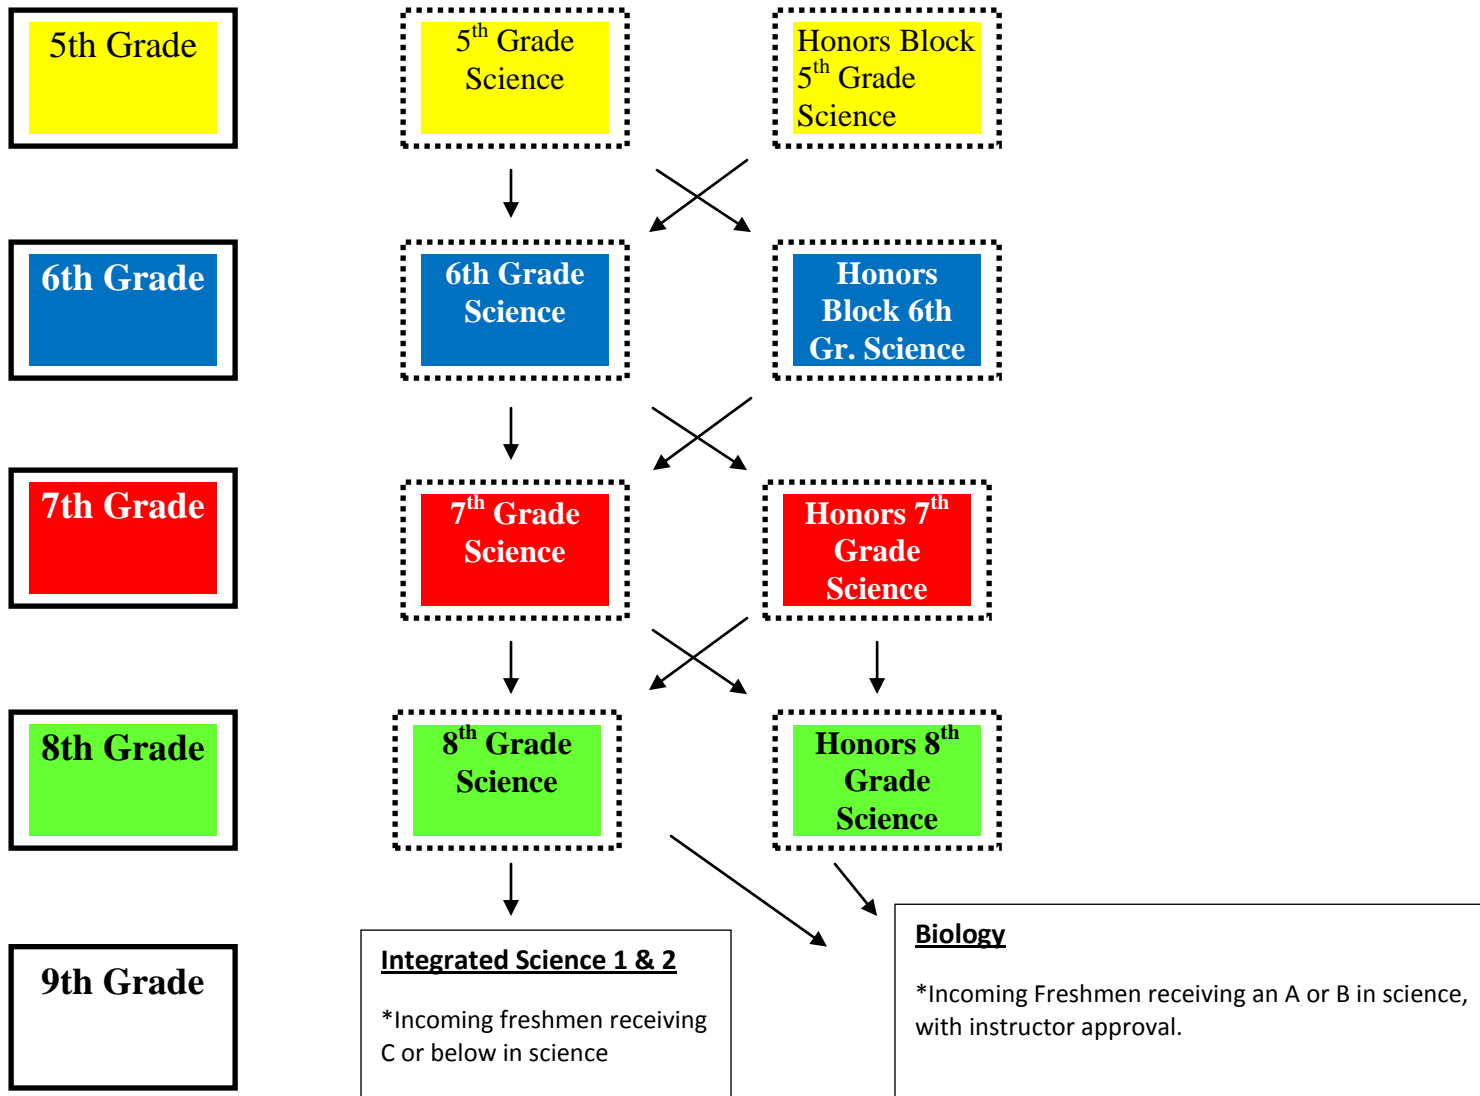 5th Grade
5th Grade
Science
Honors Block
5th Grade
Science
6th Grade
6th Grade
Science
Honors
Block 6th
Gr. Science
7th Grade
7th Grade
Science
Honors 7th
Grade
Science
8th Grade
8th Grade
Science
Honors 8th
Grade
Science
9th Grade
Integrated Science 1 & 2
*Incoming freshmen receiving
C or below in science
Biology
*Incoming Freshmen receiving an A or B in science,
with instructor approval.